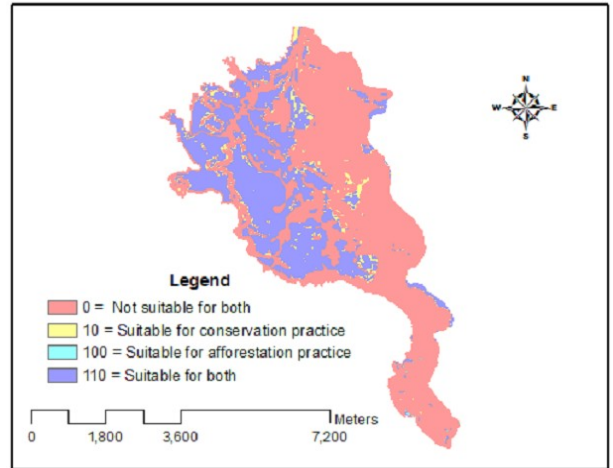 N
W E
S
Legend
0 = Not suitable for both
10 = Suitable for conservation practice
100 = Suitable for afforestation practice
110 = Suitable for both
Meters
0 1,800 3,600 7,200